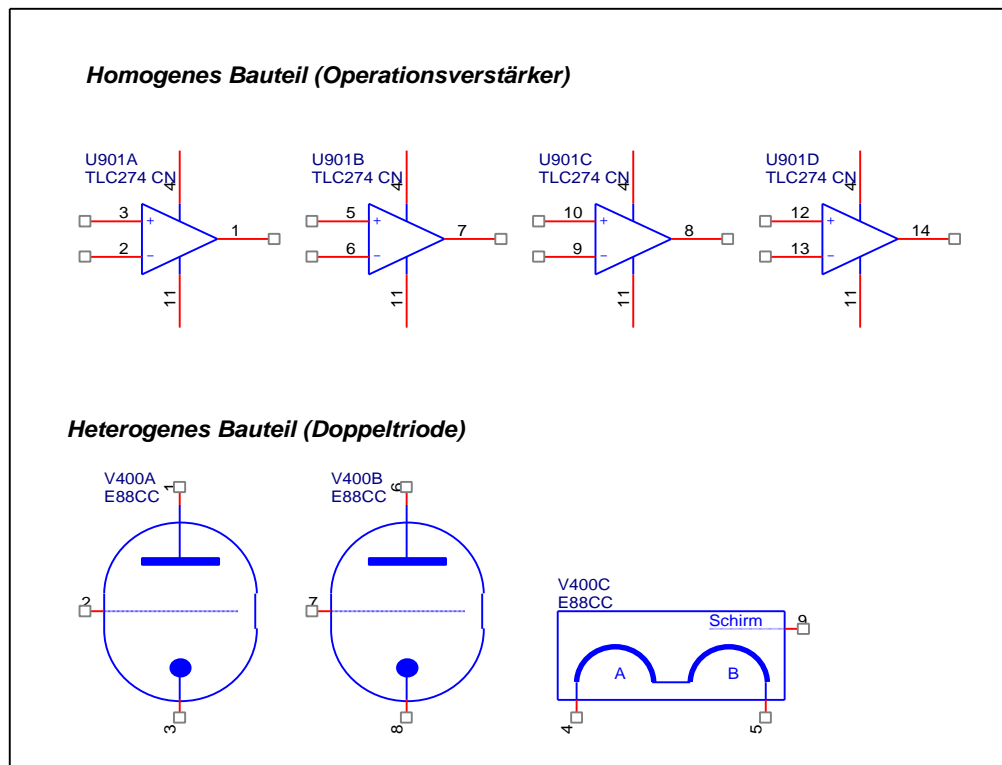 Homogenes Bauteil (Operationsverstärker)
U901A
TLC274 CN
4
3
+
1
2
−
11
U901B
TLC274 CN
4
5
+
7
6
−
11
U901C
TLC274 CN
4
10
+
8
9
−
11
U901D
TLC274 CN
4
12
+
14
13
−
11
Heterogenes Bauteil (Doppeltriode)
V400A
E88CC
1
2
3
V400B
E88CC
6
7
8
V400C
E88CC
Schirm
9
A
B
4
5